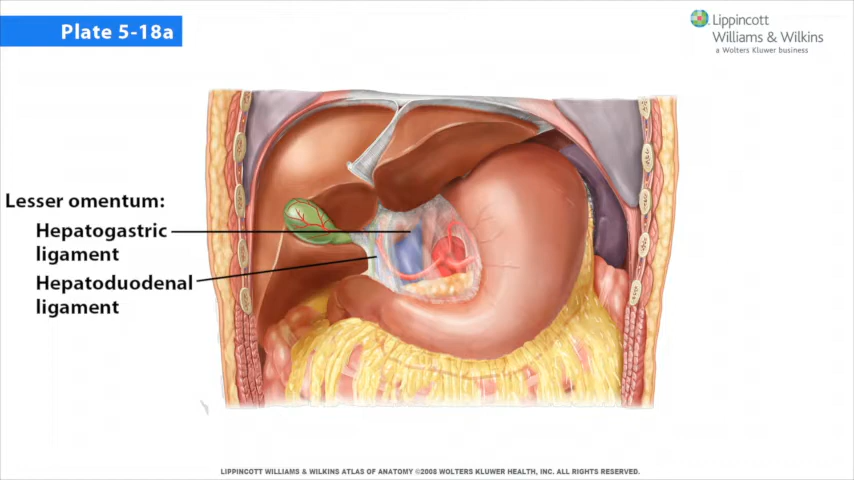 Plate 5-18a
Lippincott
Williams & Wilkins
a Wolters Kluwer business
Lesser omentum:
Hepatogastric
ligament
Hepatoduodenal
ligament
LIPPINCOTT WILLIAMS & WILKINS ATLAS OF ANATOMY ©2008 WOLTERS KLUWER HEALTH, INC. ALL RIGHTS RESERVED.